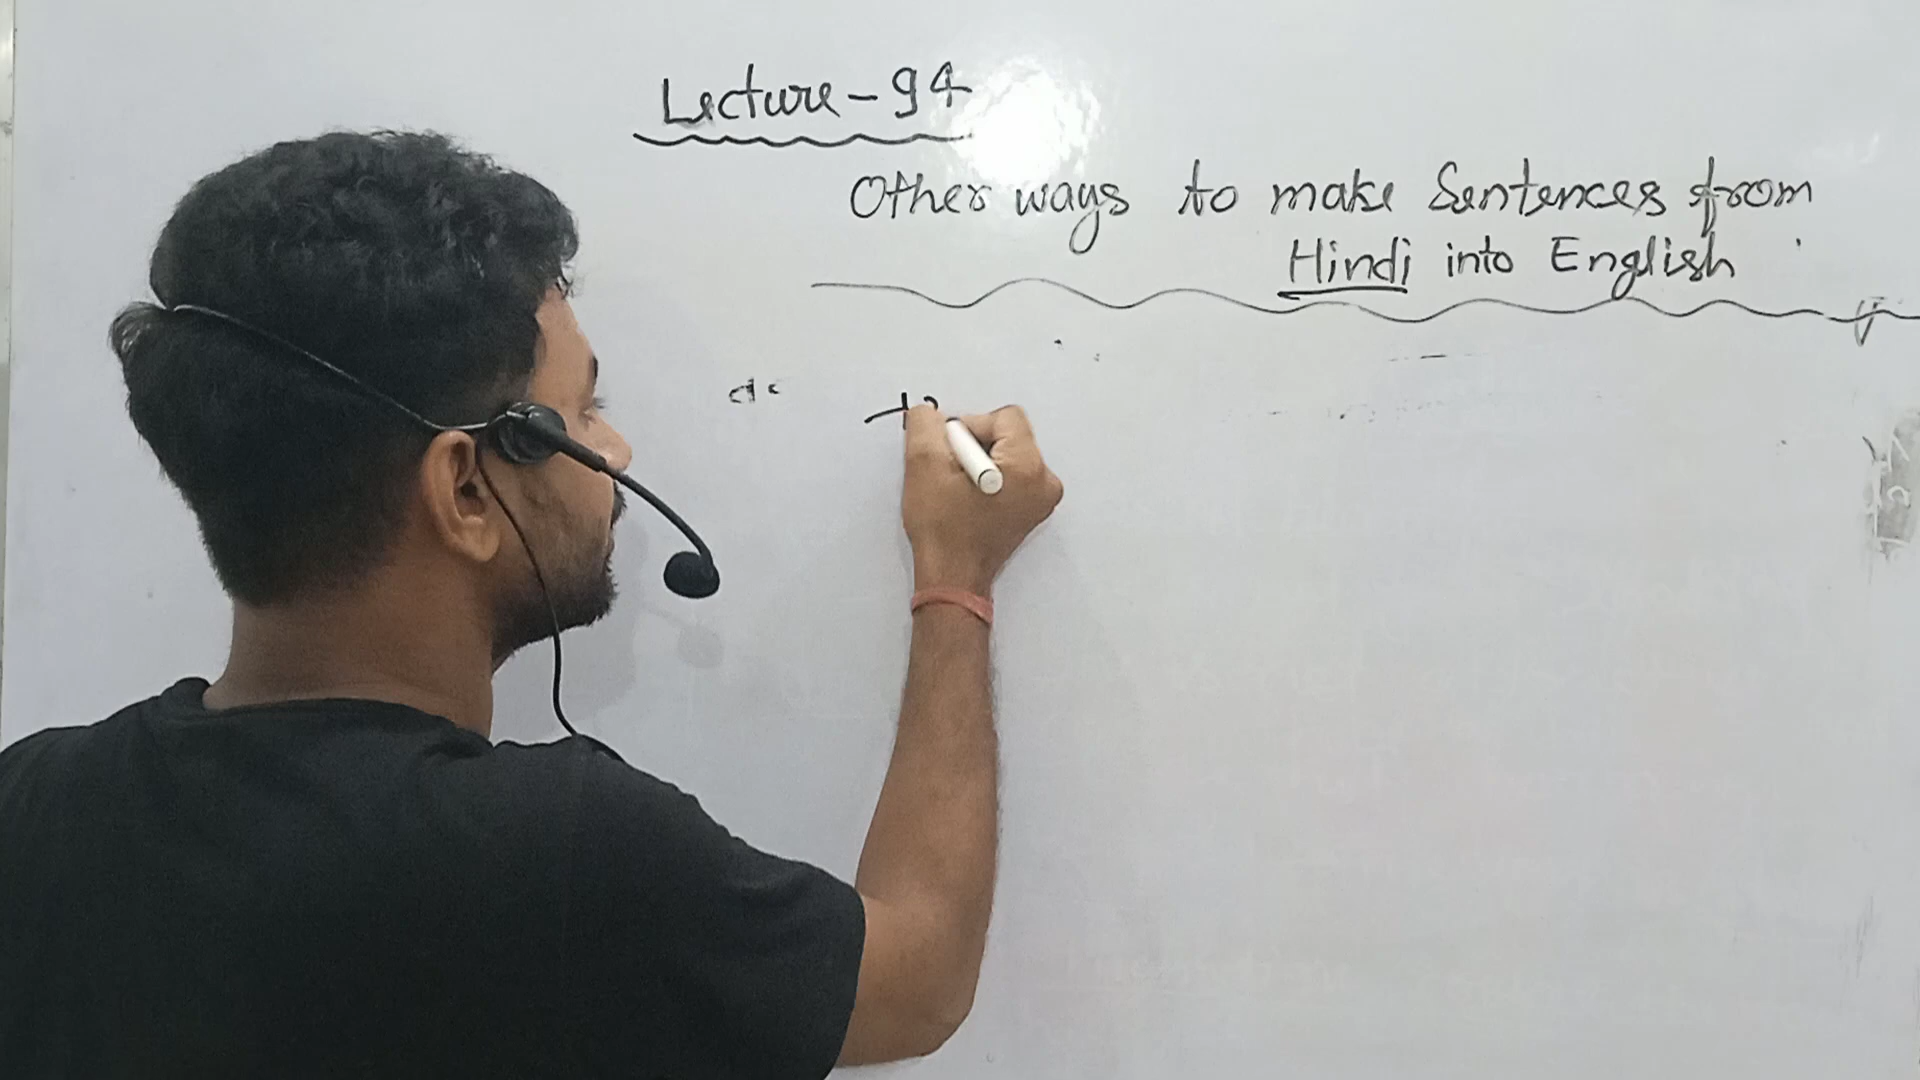 Lecture-94
Other ways to make Sentences from
Hindi into English